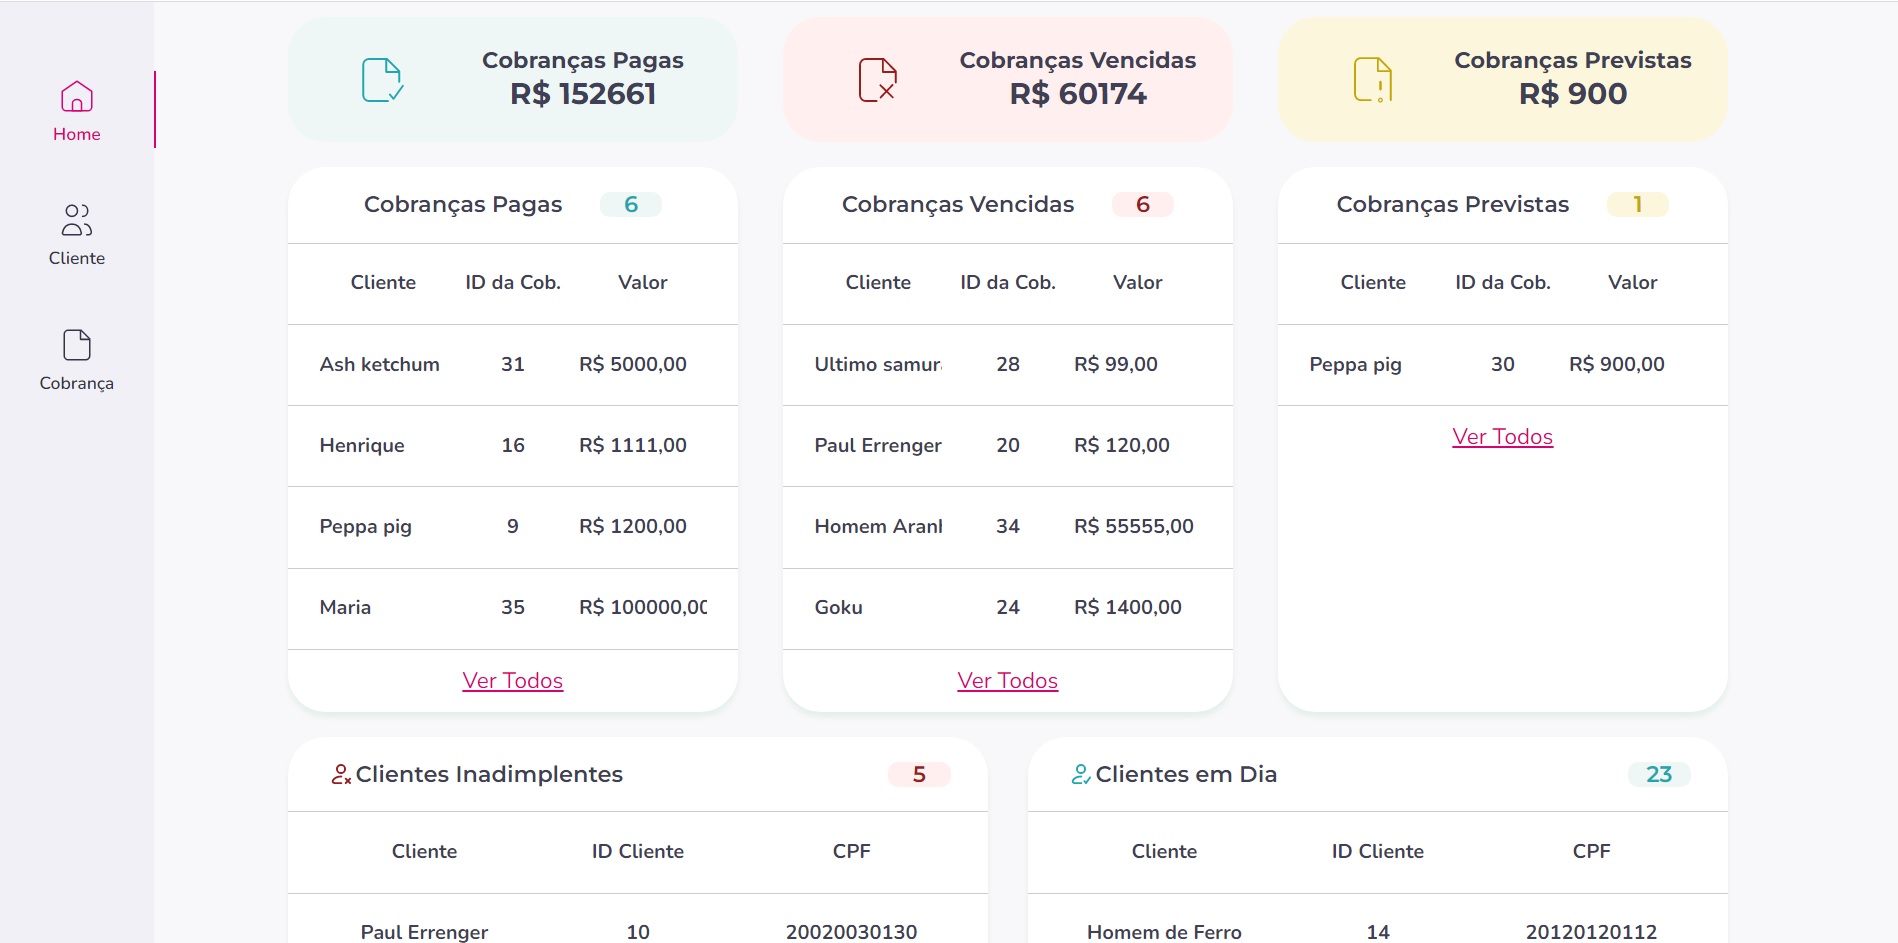 Home
Cliente
Cobrança
Cobranças Pagas
R$ 152661
Cobranças Vencidas
R$ 60174
Cobranças Previstas
R$ 900
Cobranças Pagas 6
Cliente ID da Cob. Valor
Ash ketchum 31 R$ 5000,00
Henrique 16 R$ 1111,00
Peppa pig 9 R$ 1200,00
Maria 35 R$ 100000,00
Ver Todos
Cobranças Vencidas 6
Cliente ID da Cob. Valor
Ultimo samur 28 R$ 99,00
Paul Errenger 20 R$ 120,00
Homem Aran 34 R$ 55555,00
Goku 24 R$ 1400,00
Ver Todos
Cobranças Previstas 1
Cliente ID da Cob. Valor
Peppa pig 30 R$ 900,00
Ver Todos
Clientes Inadimplentes 5
Cliente ID Cliente CPF
Paul Errenger 10 20020030130
Clientes em Dia 23
Cliente ID Cliente CPF
Homem de Ferro 14 20120120112